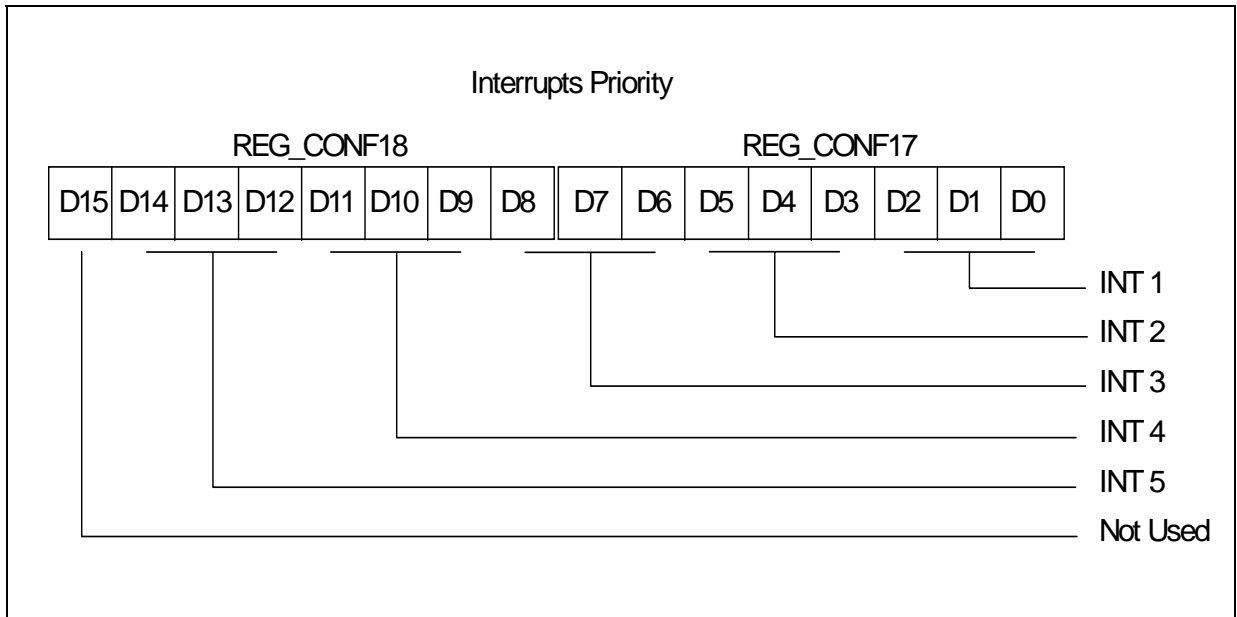 Interrupts Priority
REG_CONF18 REG_CONF17
D15 D14 D13 D12 D11 D10 D9 D8 D7 D6 D5 D4 D3 D2 D1 D0
INT 1
INT 2
INT 3
INT 4
INT 5
Not Used